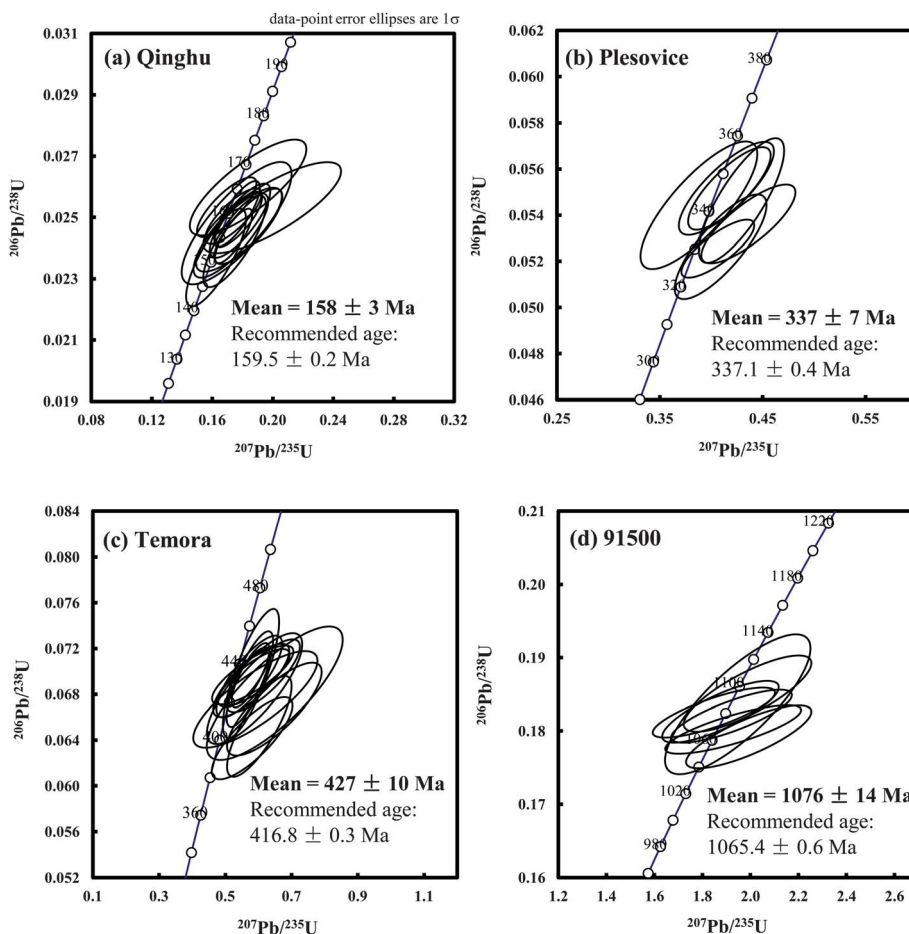 data-point error ellipses are 1σ
(a) Qinghu
0.031
0.029
0.027
0.025
0.023
0.021
0.019
190
180
170
150
140
130
Mean = 158 ± 3 Ma
Recommended age:
159.5 ± 0.2 Ma
0.08 0.12 0.16 0.20 0.24 0.28 0.32
206Pb/238U
207Pb/235U
(b) Plesovice
0.062
0.060
0.058
0.056
0.054
0.052
0.050
0.048
0.046
380
360
340
320
300
Mean = 337 ± 7 Ma
Recommended age:
337.1 ± 0.4 Ma
0.25 0.35 0.45 0.55
206Pb/238U
207Pb/235U
(c) Temora
0.084
0.080
0.076
0.072
0.068
0.064
0.060
0.056
0.052
480
400
360
Mean = 427 ± 10 Ma
Recommended age:
416.8 ± 0.3 Ma
0.1 0.3 0.5 0.7 0.9 1.1
206Pb/238U
207Pb/235U
(d) 91500
0.21
0.20
0.19
0.18
0.17
0.16
1220
1180
1140
1100
1060
1020
980
Mean = 1076 ± 14 Ma
Recommended age:
1065.4 ± 0.6 Ma
1.2 1.4 1.6 1.8 2.0 2.2 2.4 2.6
206Pb/238U
207Pb/235U